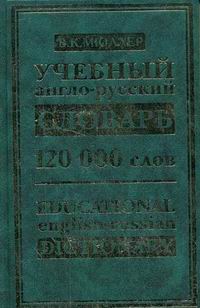 В.К.МЮЛЛЕР
УЧЕБНЫЙ
англо-русский
СЛОВАРЬ
120 000 слов
EDUCATIONAL
english-russian
DICTIONARY